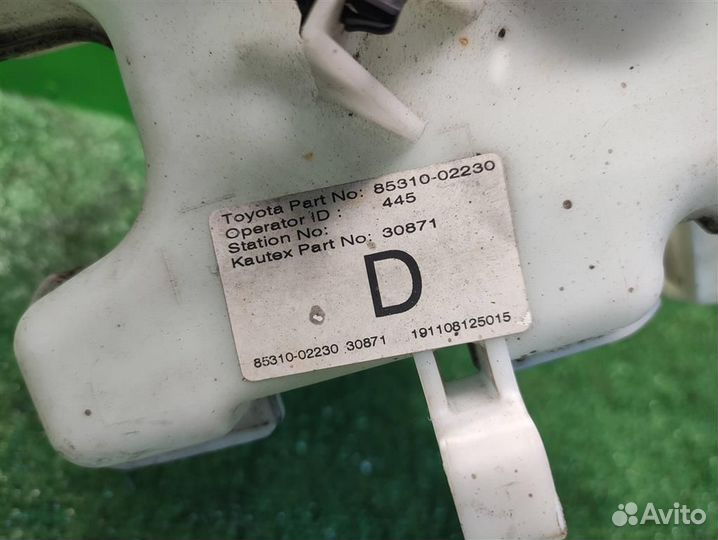 Toyota Part No: 85310-02230
Operator ID : 445
Station No:
Kautex Part No: 30871
D
85310-02230 30871 191108125015
Avito